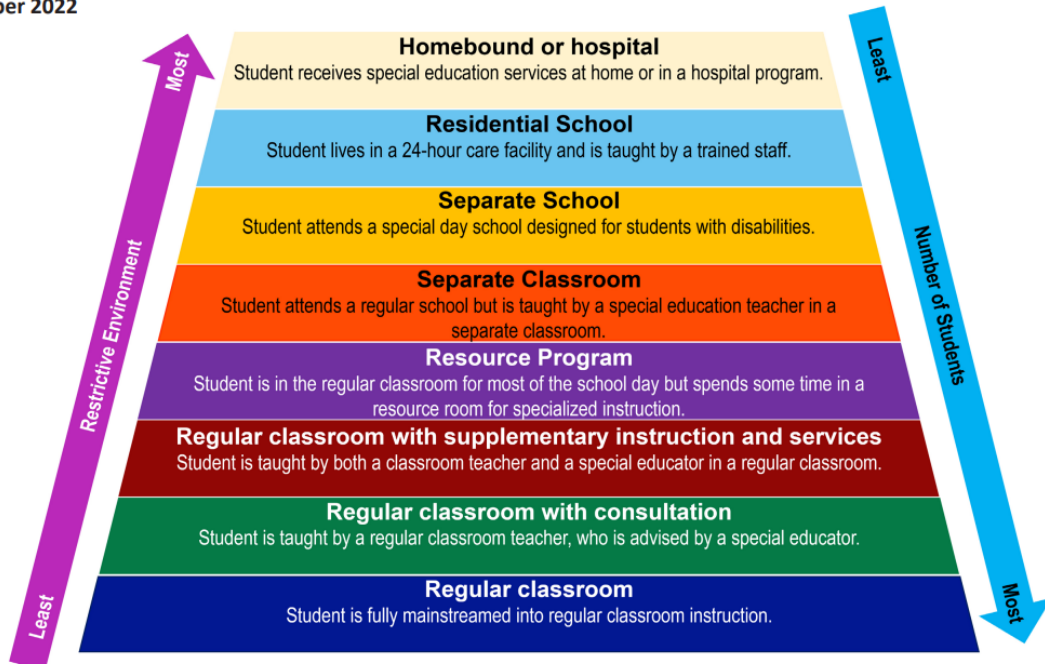 ber 2022
Homebound or hospital
Student receives special education services at home or in a hospital program.
Residential School
Student lives in a 24-hour care facility and is taught by a trained staff.
Separate School
Student attends a special day school designed for students with disabilities.
Separate Classroom
Student attends a regular school but is taught by a special education teacher in a
separate classroom.
Resource Program
Student is in the regular classroom for most of the school day but spends some time in a
resource room for specialized instruction.
Regular classroom with supplementary instruction and services
Student is taught by both a classroom teacher and a special educator in a regular classroom.
Regular classroom with consultation
Student is taught by a regular classroom teacher, who is advised by a special educator.
Regular classroom
Student is fully mainstreamed into regular classroom instruction.
Most
Restrictive Environment
Least
Least
Number of Students
Most